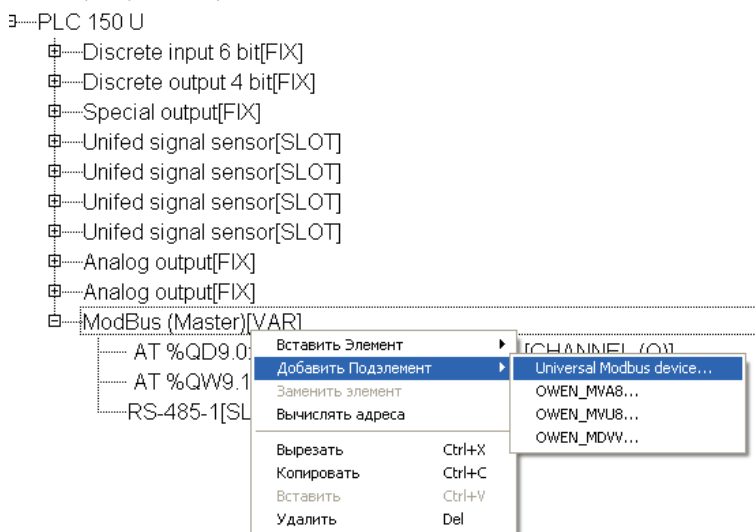 PLC 150 U
Discrete input 6 bit[FIX]
Discrete output 4 bit[FIX]
Special output[FIX]
Unifed signal sensor[SLOT]
Unifed signal sensor[SLOT]
Unifed signal sensor[SLOT]
Unifed signal sensor[SLOT]
Analog output[FIX]
Analog output[FIX]
ModBus (Master)[VAR]
AT %QD9.0: [CHANNEL (Q)]
AT %QW9.1
RS-485-1[SL
Вставить Элемент
Добавить Подэлемент
Заменить элемент
Вычислять адреса
Вырезать Ctrl+X
Копировать Ctrl+C
Вставить Ctrl+V
Удалить Del
Universal Modbus device...
OWEN_MVA8...
OWEN_MVU8...
OWEN_MDVV...